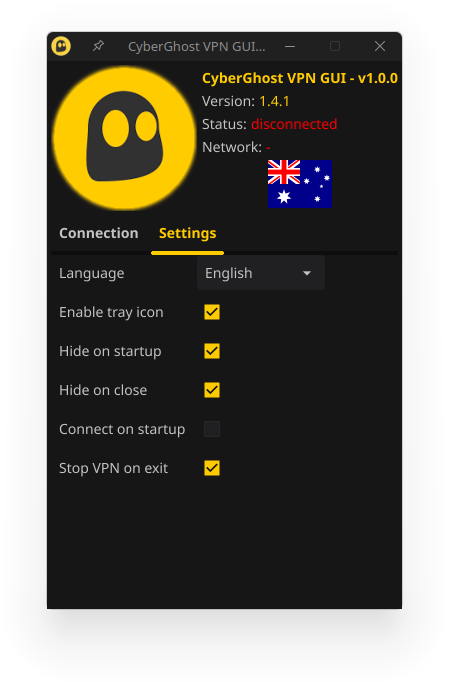 CyberGhost VPN GUI...
CyberGhost VPN GUI - v1.0.0
Version: 1.4.1
Status: disconnected
Network: -
Connection Settings
Language English
Enable tray icon
Hide on startup
Hide on close
Connect on startup
Stop VPN on exit